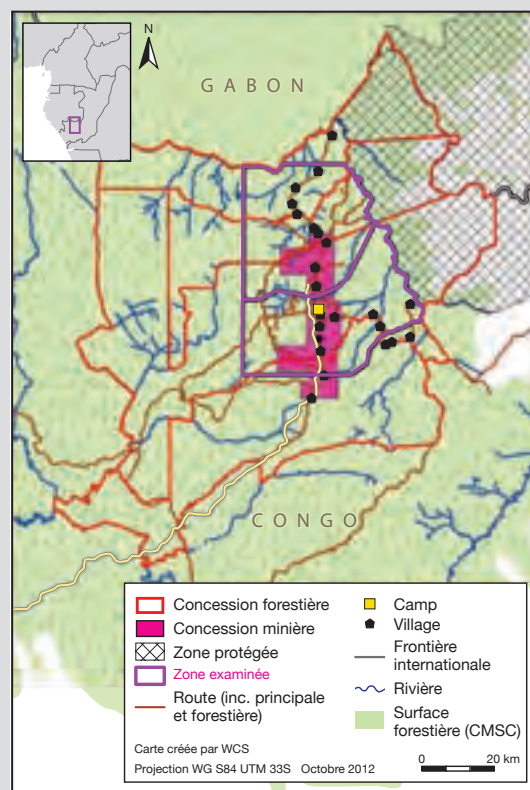 N
GABON
CONGO
Concession forestière
Concession minière
Zone protégée
Zone examinée
Route (inc. principale
et forestière)
Camp
Village
Frontière
internationale
Rivière
Surface
forestière (CMSC)
Carte créée par WCS
Projection WG S84 UTM 33S Octobre 2012
0 20 km